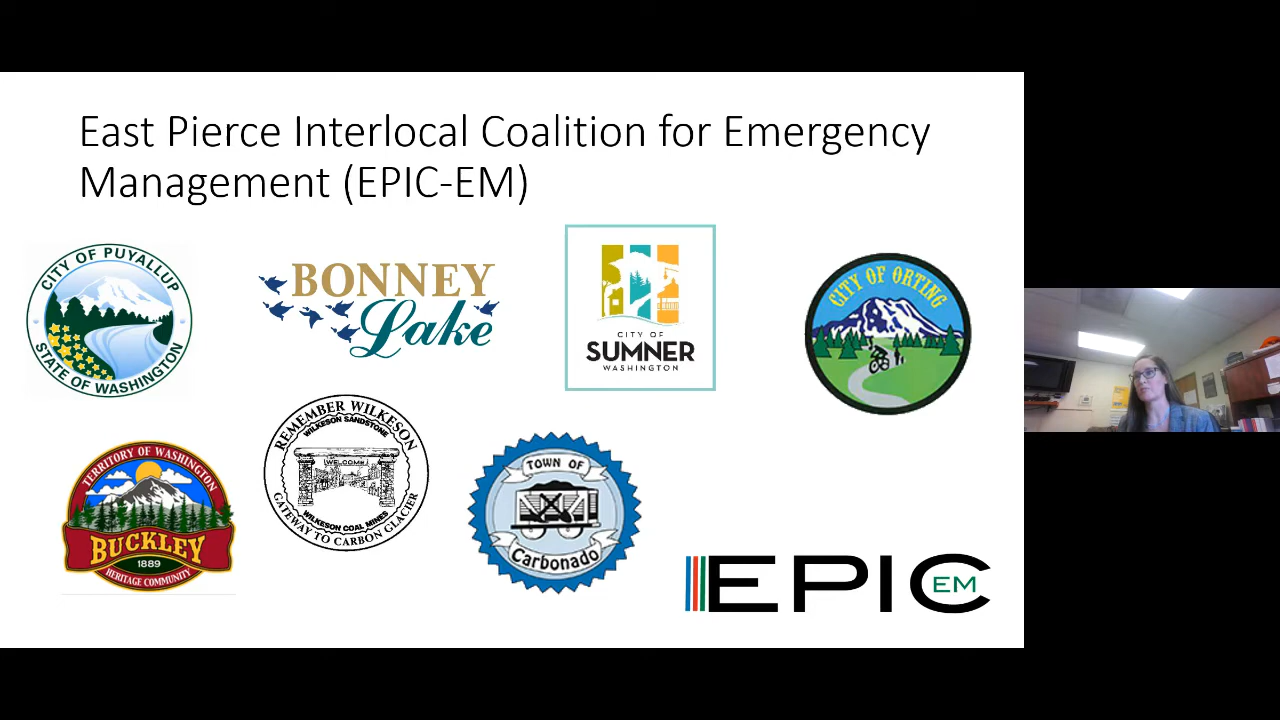 East Pierce Interlocal Coalition for Emergency
Management (EPIC-EM)
CITY OF PUYALLUP
STATE OF WASHINGTON
BONNEY
Lake
CITY OF
SUMNER
WASHINGTON
CITY OF ORTING
TERRITORY OF WASHINGTON
BUCKLEY
1889
HERITAGE COMMUNITY
REMEMBER WILKESON
WILKESON SANDSTONE
WELCOME
WILKESON COAL MINES
GATEWAY TO CARBON GLACIER
TOWN OF
Carbonado
EPIC
EM